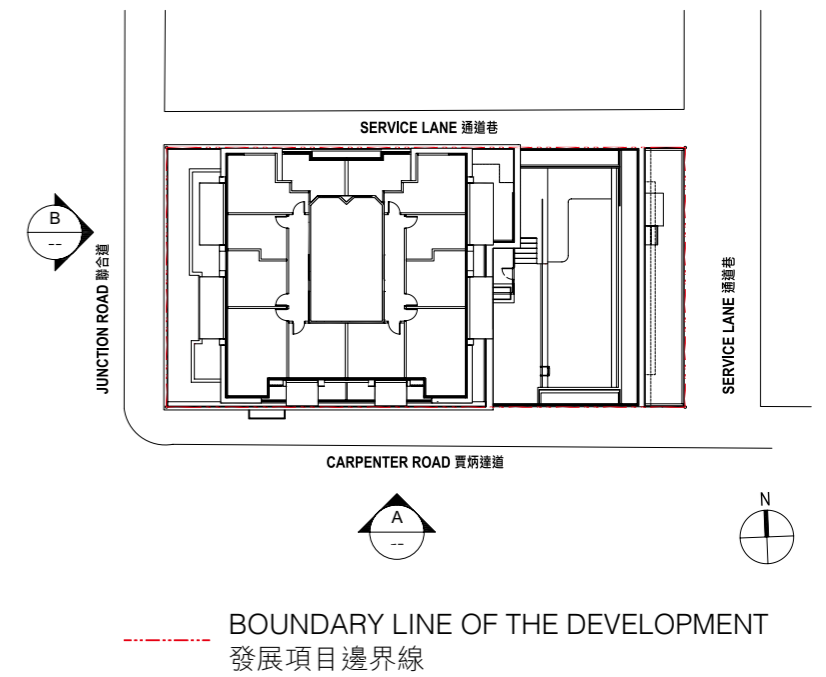 SERVICE LANE 通道巷
B
--
JUNCTION ROAD 聯合道
SERVICE LANE 通道巷
CARPENTER ROAD 賈炳達道
A
--
N
BOUNDARY LINE OF THE DEVELOPMENT
發展項目邊界線